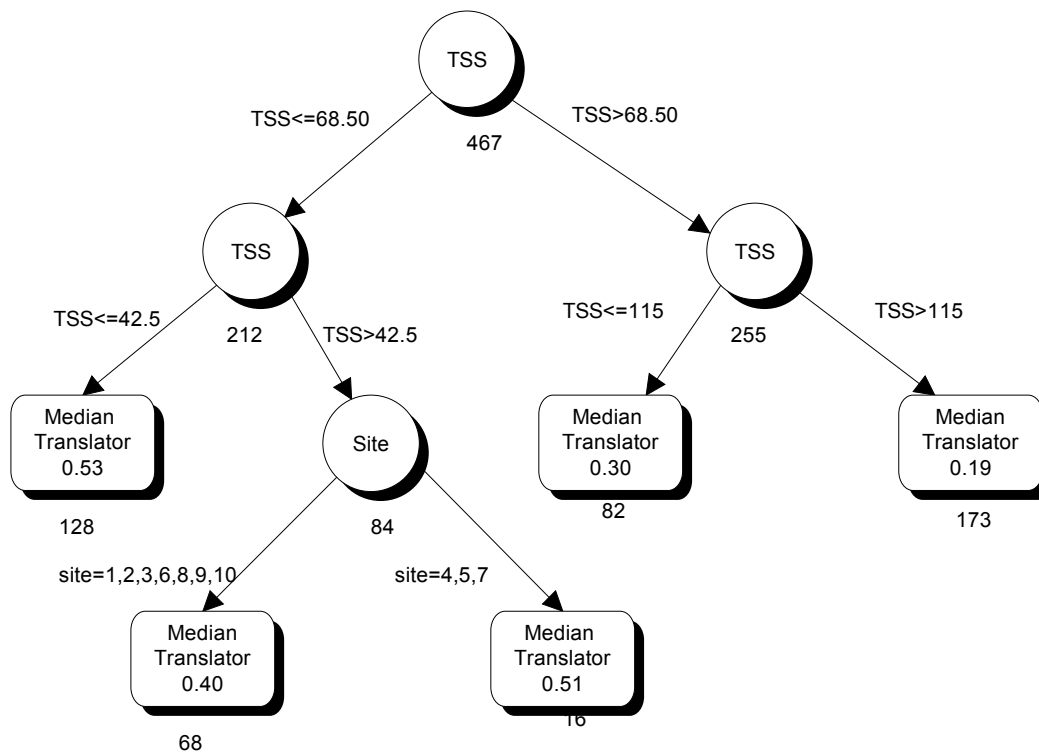 TSS
TSS<=68.50
TSS>68.50
467
TSS
TSS
TSS<=42.5
TSS>42.5
TSS<=115
TSS>115
212
255
Median
Translator
0.53
Site
Median
Translator
0.30
Median
Translator
0.19
128
84
82
173
site=1,2,3,6,8,9,10
site=4,5,7
Median
Translator
0.40
Median
Translator
0.51
68
16